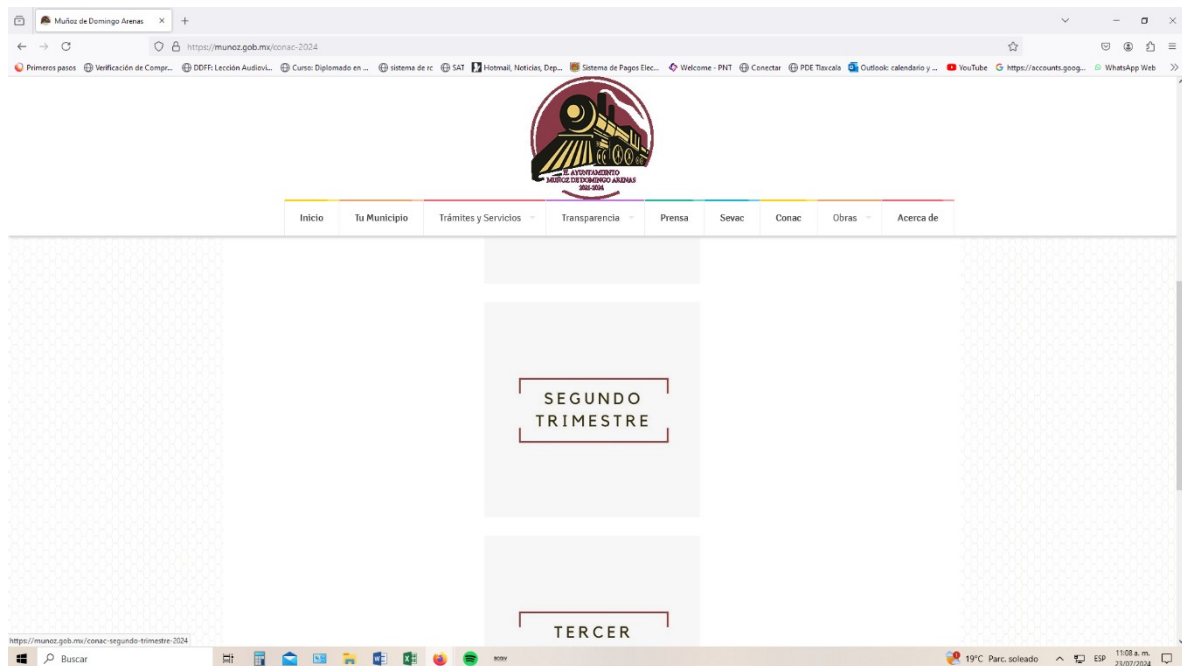 Muñoz de Domingo Arenas
https://munoz.gob.mx/conac-2024
Primeros pasos Verificación de Compr... DDFF: Lección Audiovi... Curso: Diplomado en ... sistema de rc SAT Hotmail, Noticias, Dep... Sistema de Pagos Elec... Welcome - PNT Conectar PDE Tlaxcala Outlook: calendario y ... YouTube https://accounts.goog... WhatsApp Web
H. AYUNTAMIENTO
MUÑOZ DE DOMINGO ARENAS
2021-2024
Inicio Tu Municipio Trámites y Servicios Transparencia Prensa Sevac Conac Obras Acerca de
SEGUNDO
TRIMESTRE
TERCER
https://munoz.gob.mx/conac-segundo-trimestre-2024
Buscar
19°C Parc. soleado ESP 11:08 a. m.
23/07/2024